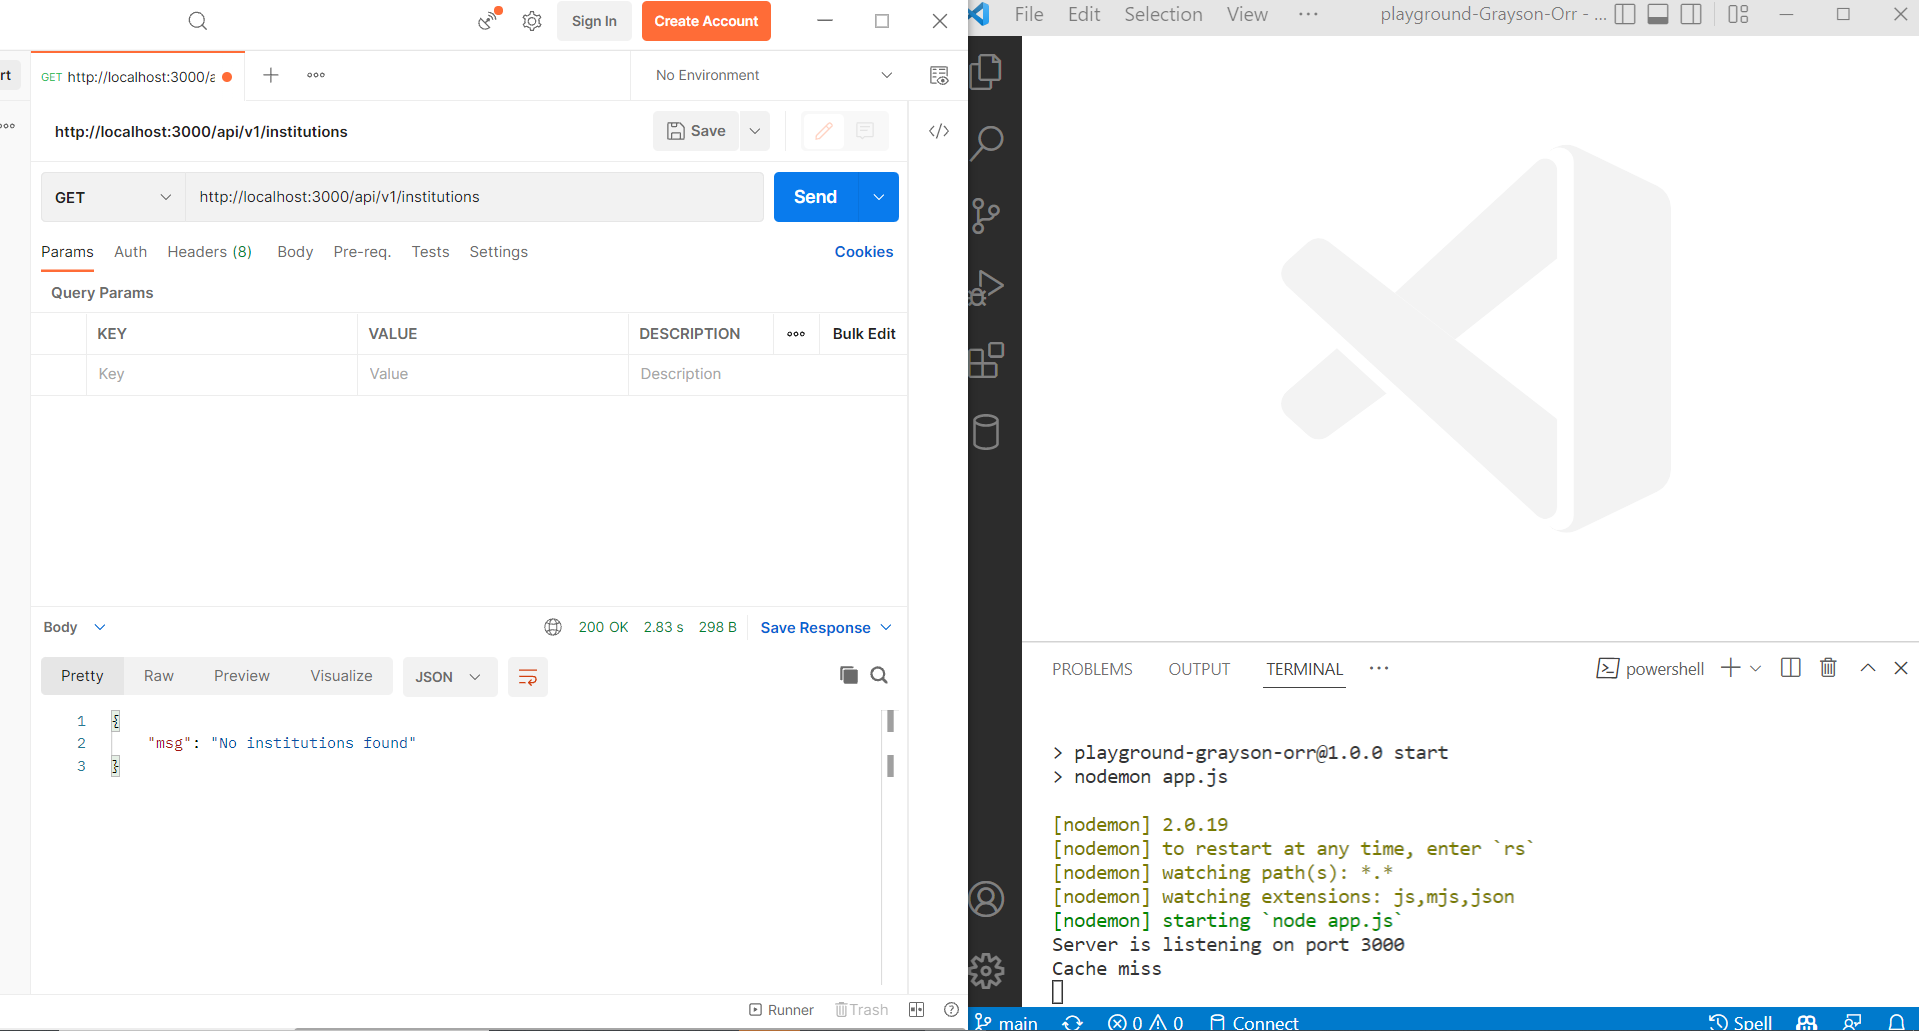 Sign In
Create Account
rt
GET http://localhost:3000/a
No Environment
http://localhost:3000/api/v1/institutions
Save
GET
http://localhost:3000/api/v1/institutions
Send
Params
Auth
Headers (8)
Body
Pre-req.
Tests
Settings
Cookies
Query Params
KEY
VALUE
DESCRIPTION
Bulk Edit
Key
Value
Description
Body
200 OK
2.83 s
298 B
Save Response
Pretty
Raw
Preview
Visualize
JSON
1 {
2 "msg": "No institutions found"
3 }
Runner
Trash
File
Edit
Selection
View
playground-Grayson-Orr - ...
PROBLEMS
OUTPUT
TERMINAL
powershell
> playground-grayson-orr@1.0.0 start
> nodemon app.js
[nodemon] 2.0.19
[nodemon] to restart at any time, enter `rs`
[nodemon] watching path(s): *.*
[nodemon] watching extensions: js,mjs,json
[nodemon] starting `node app.js`
Server is listening on port 3000
Cache miss
main
0
0
Connect
Spell